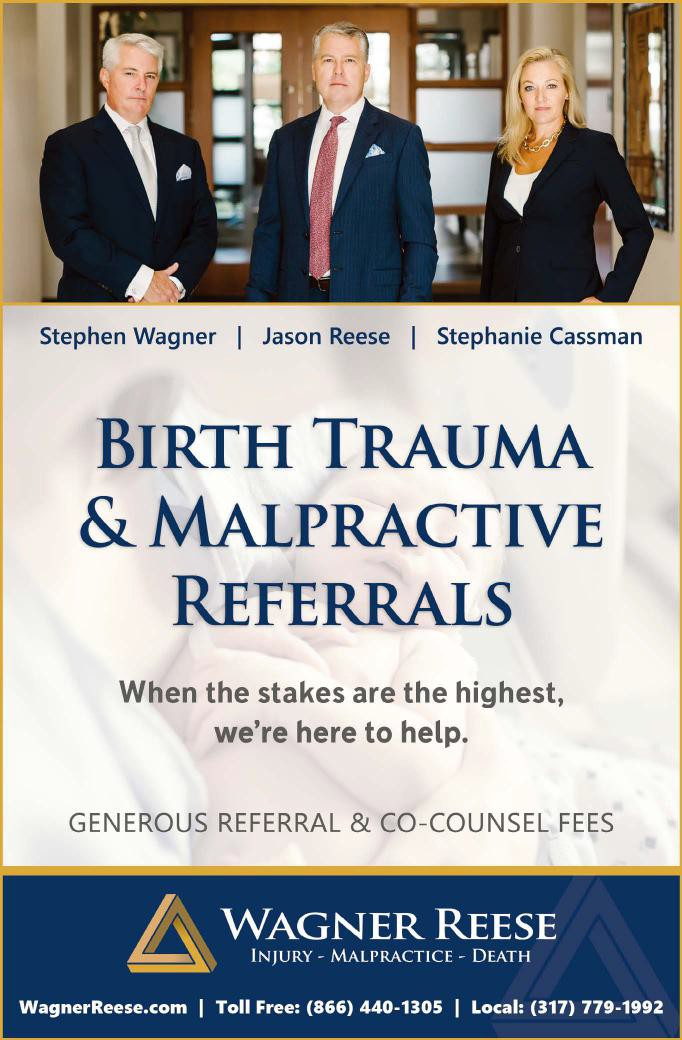 Stephen Wagner | Jason Reese | Stephanie Cassman
BIRTH TRAUMA
& MALPRACTIVE
REFERRALS
When the stakes are the highest,
we're here to help.
GENEROUS REFERRAL & CO-COUNSEL FEES
WAGNER REESE
INJURY - MALPRACTICE - DEATH
WagnerReese.com | Toll Free: (866) 440-1305 | Local: (317) 779-1992